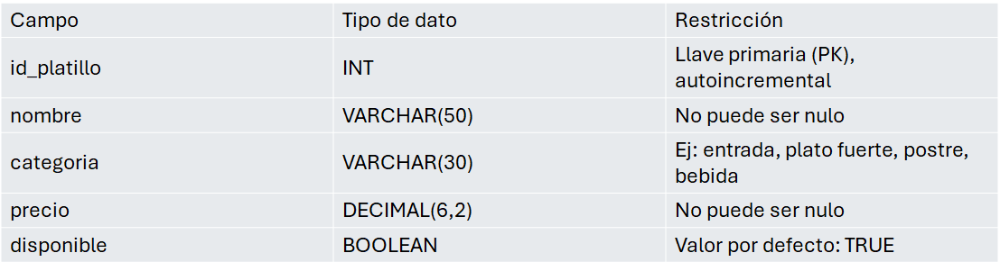 Campo Tipo de dato Restricción
id_platillo INT Llave primaria (PK),
autoincremental
nombre VARCHAR(50) No puede ser nulo
categoria VARCHAR(30) Ej: entrada, plato fuerte, postre,
bebida
precio DECIMAL(6,2) No puede ser nulo
disponible BOOLEAN Valor por defecto: TRUE